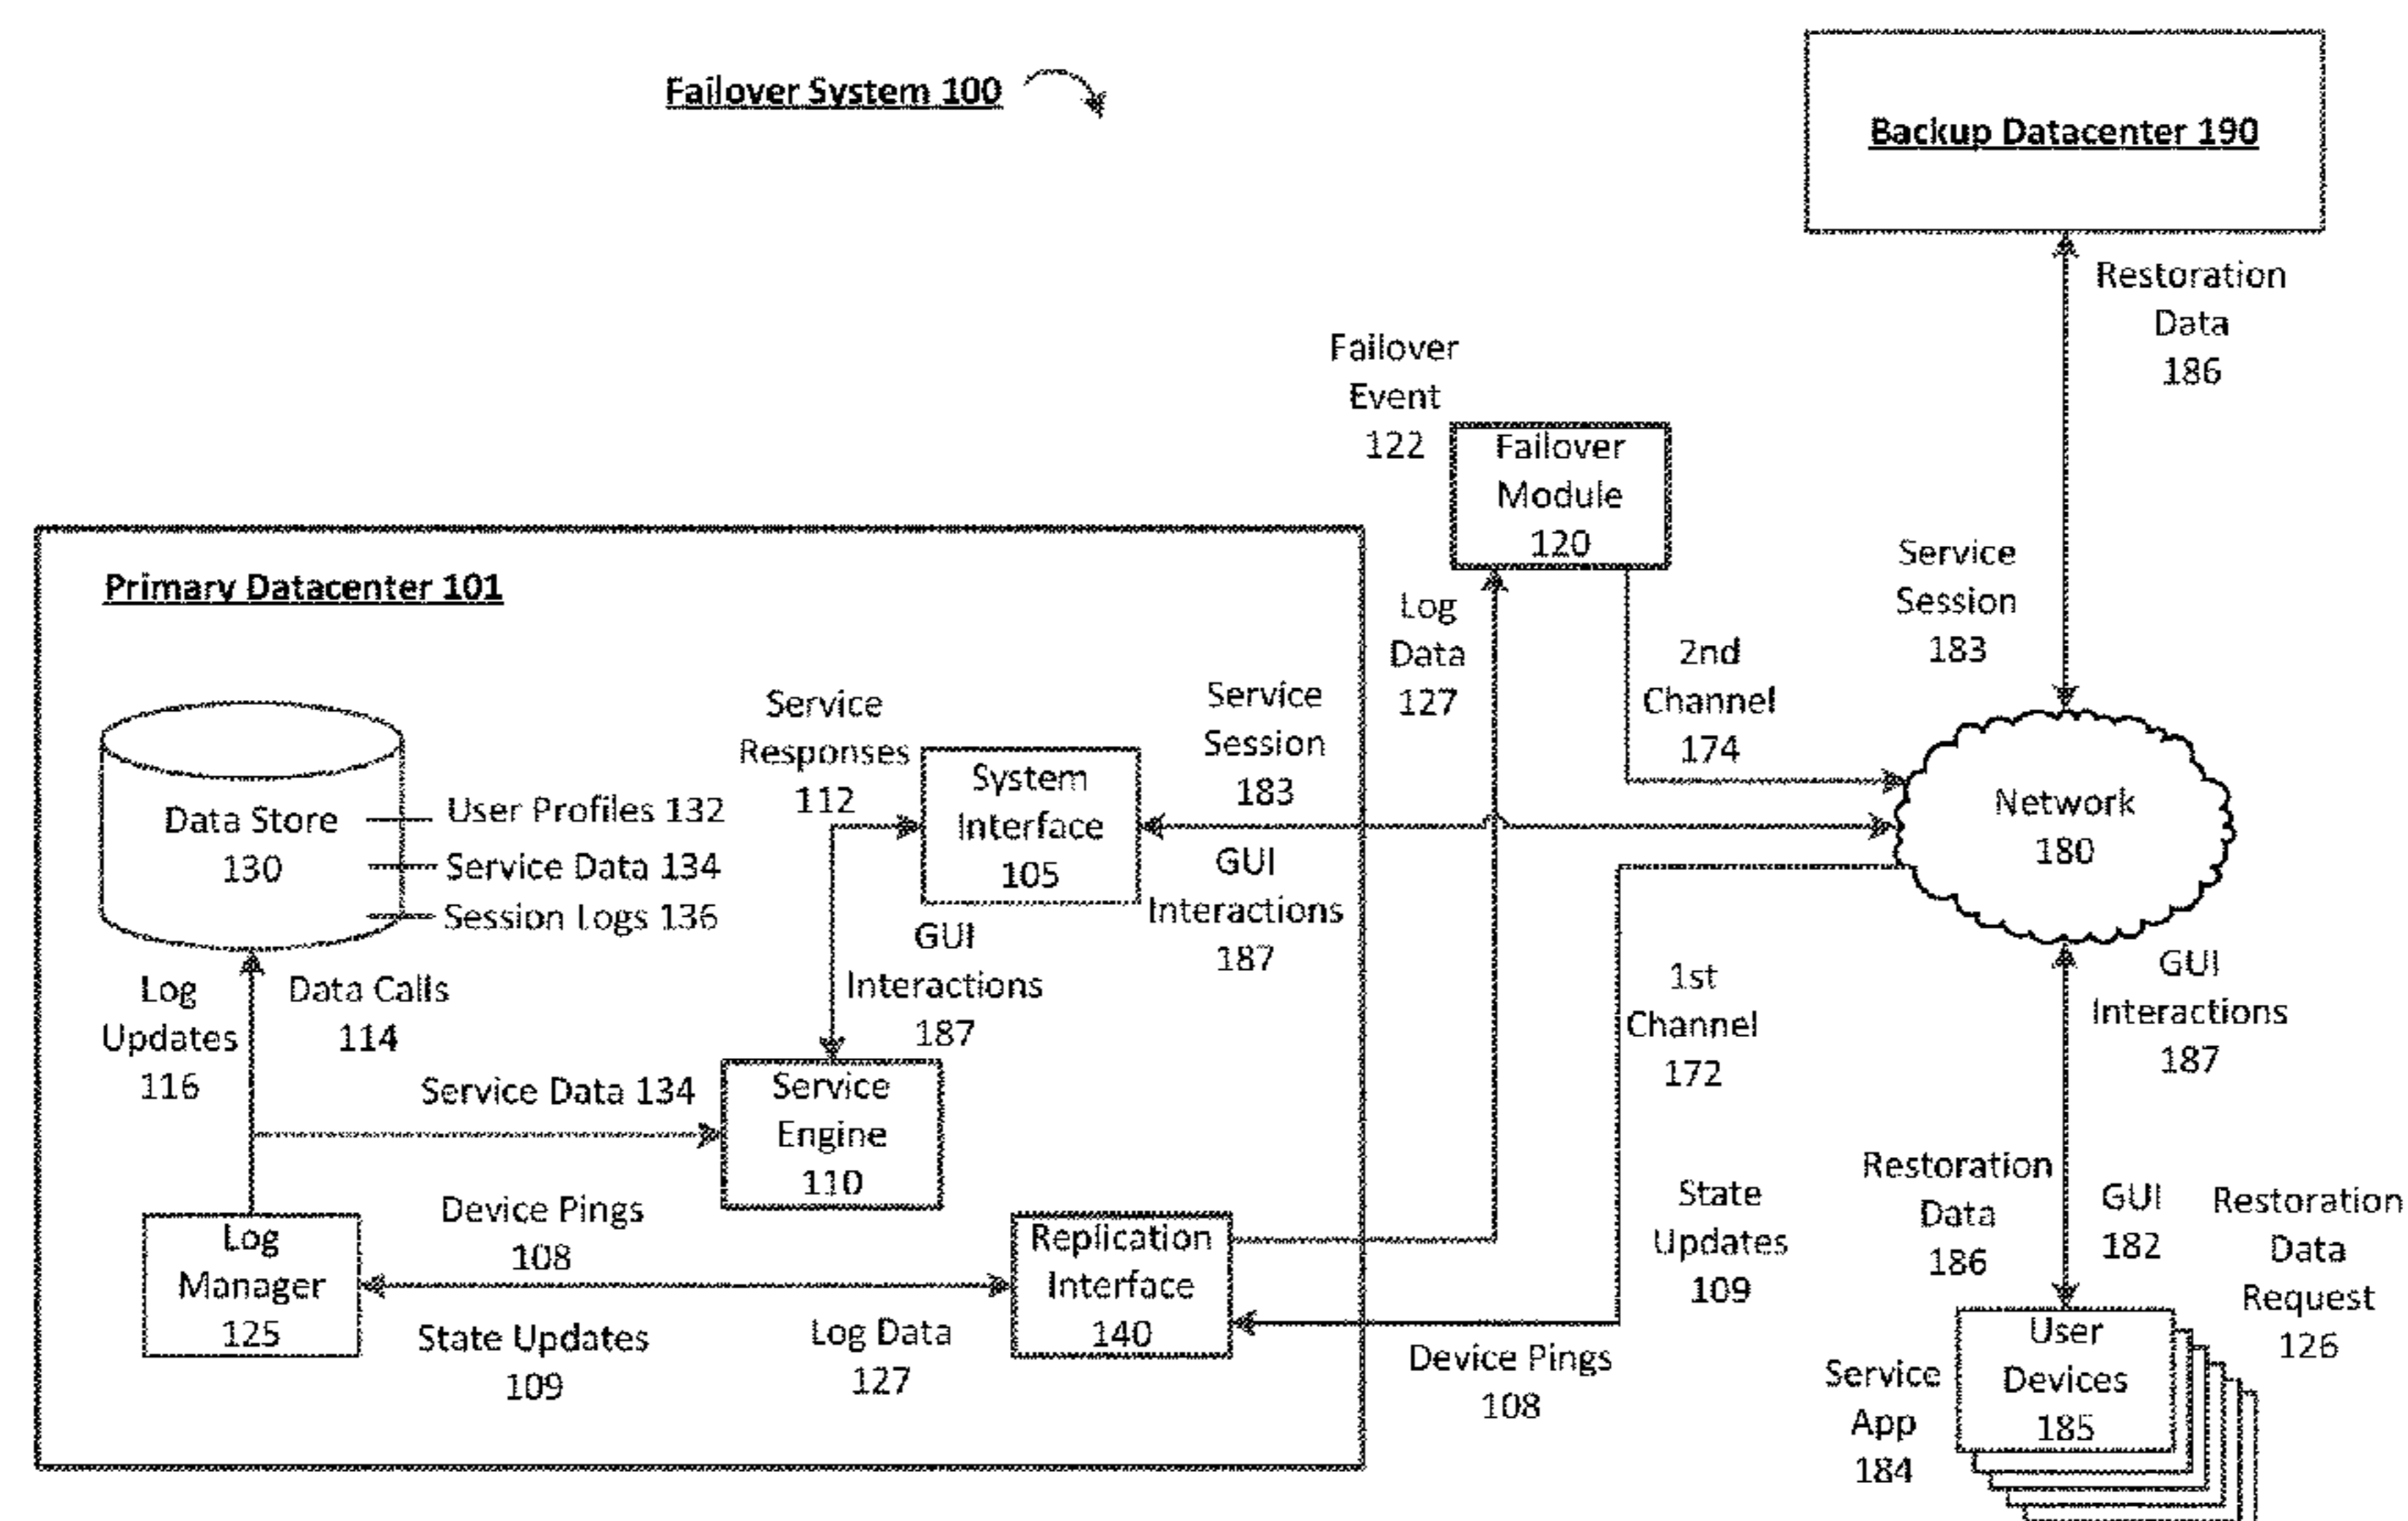 Failover System 100
Backup Datacenter 190
Restoration
Data
186
Failover
Event
122
Failover
Module
120
Service
Session
183
Primary Datacenter 101
Log
Data
127
2nd
Channel
174
Service
Responses
112
Service
Session
183
System
Interface
105
Data Store
130
User Profiles 132
Service Data 134
Session Logs 136
GUI
Interactions
187
GUI
Interactions
187
Network
180
Log
Updates
116
Data Calls
114
1st
Channel
172
GUI
Interactions
187
Service Data 134
Service
Engine
110
Log
Manager
125
Device Pings
108
State Updates
109
Log Data
127
Replication
Interface
140
State
Updates
109
Device Pings
108
Restoration
Data
186
GUI
182
Restoration
Data
Request
126
Service
App
184
User
Devices
185